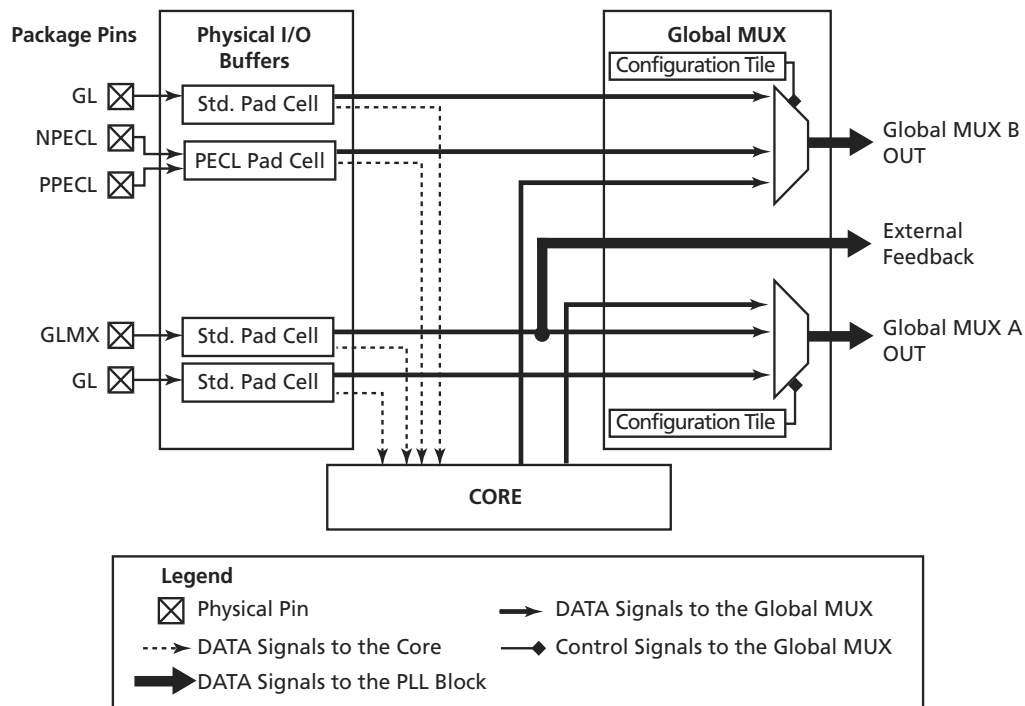 Package Pins
Physical I/O
Buffers
Global MUX
Configuration Tile
GL
Std. Pad Cell
NPECL
PECL Pad Cell
PPECL
Global MUX B
OUT
External
Feedback
GLMX
Std. Pad Cell
GL
Std. Pad Cell
Global MUX A
OUT
Configuration Tile
CORE
Legend
Physical Pin
DATA Signals to the Global MUX
DATA Signals to the Core
Control Signals to the Global MUX
DATA Signals to the PLL Block